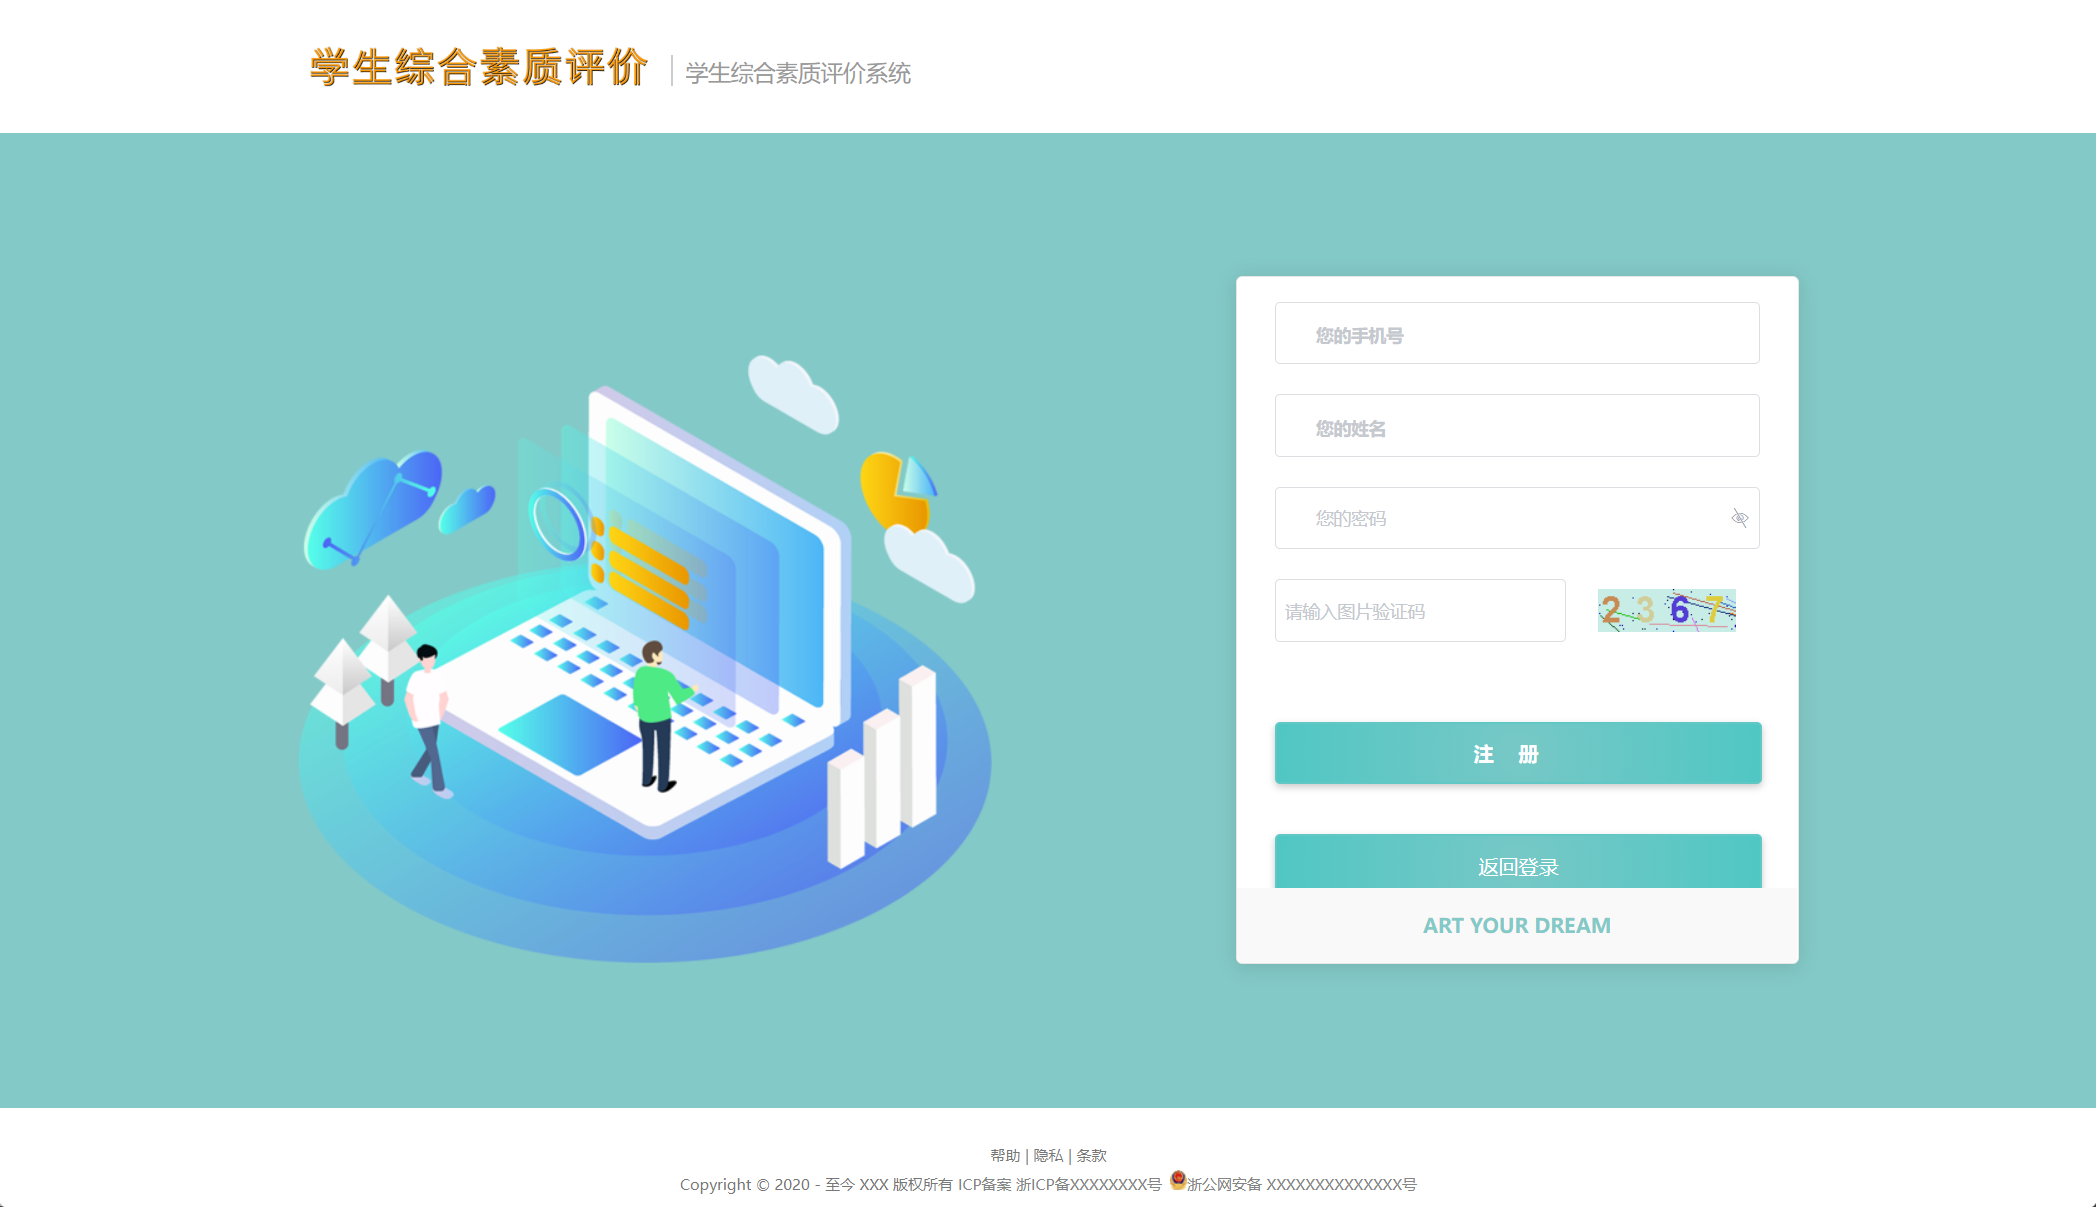 学生综合素质评价
学生综合素质评价系统
您的手机号
您的姓名
您的密码
请输入图片验证码
2367
注 册
返回登录
ART YOUR DREAM
帮助 | 隐私 | 条款
Copyright © 2020 - 至今 XXX 版权所有 ICP备案 浙ICP备XXXXXXXX号 浙公网安备 XXXXXXXXXXXXXX号